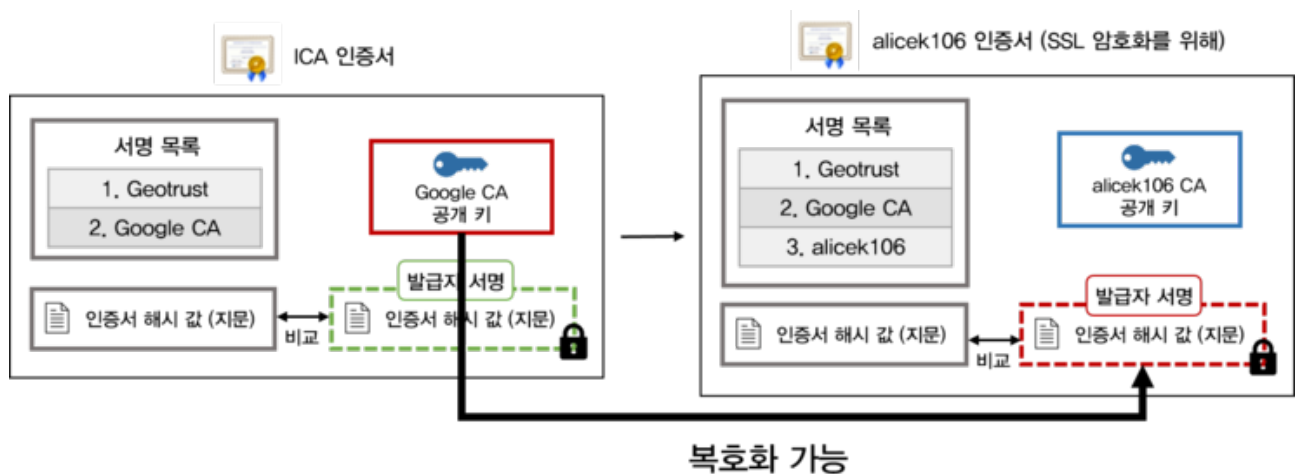 ICA 인증서
서명 목록
1. Geotrust
2. Google CA
Google CA
공개 키
발급자 서명
인증서 해시 값 (지문)
비교
인증서 해시 값 (지문)
alicek106 인증서 (SSL 암호화를 위해)
서명 목록
1. Geotrust
2. Google CA
3. alicek106
alicek106 CA
공개 키
발급자 서명
인증서 해시 값 (지문)
비교
인증서 해시 값 (지문)
복호화 가능